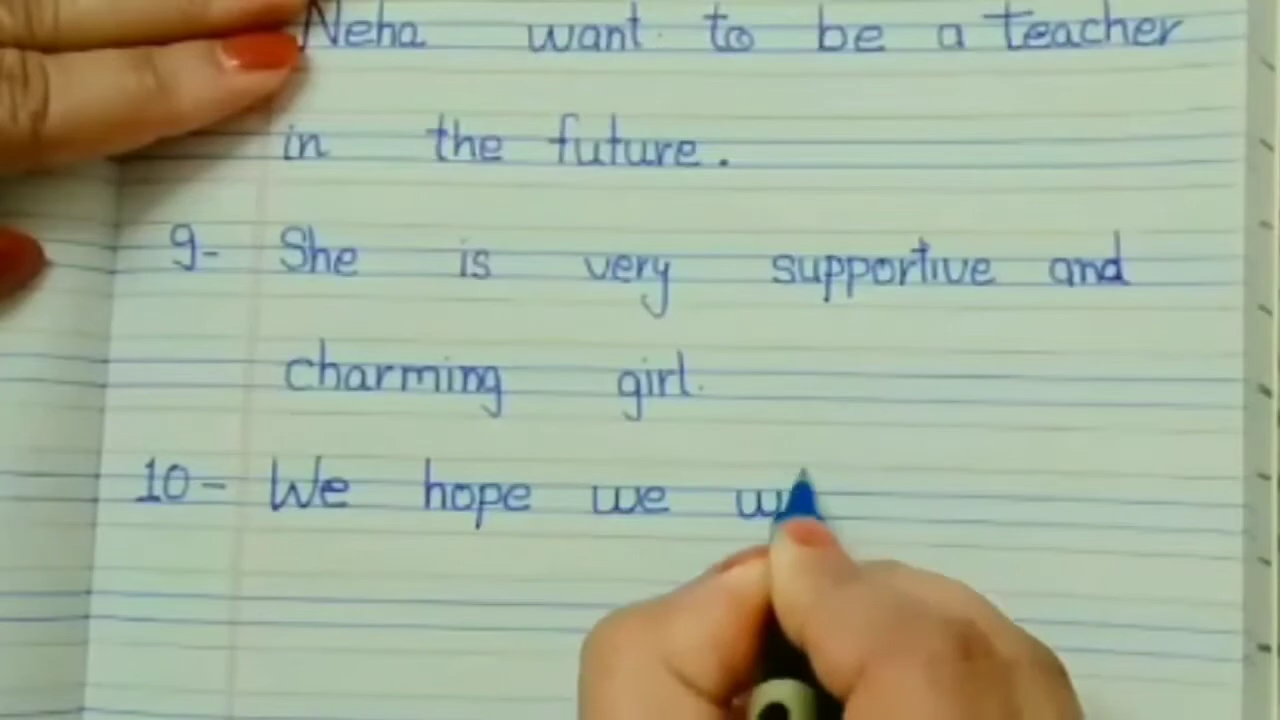 Neha want to be a teacher
in the future.
9- She is very supportive and
charming girl.
10- We hope we